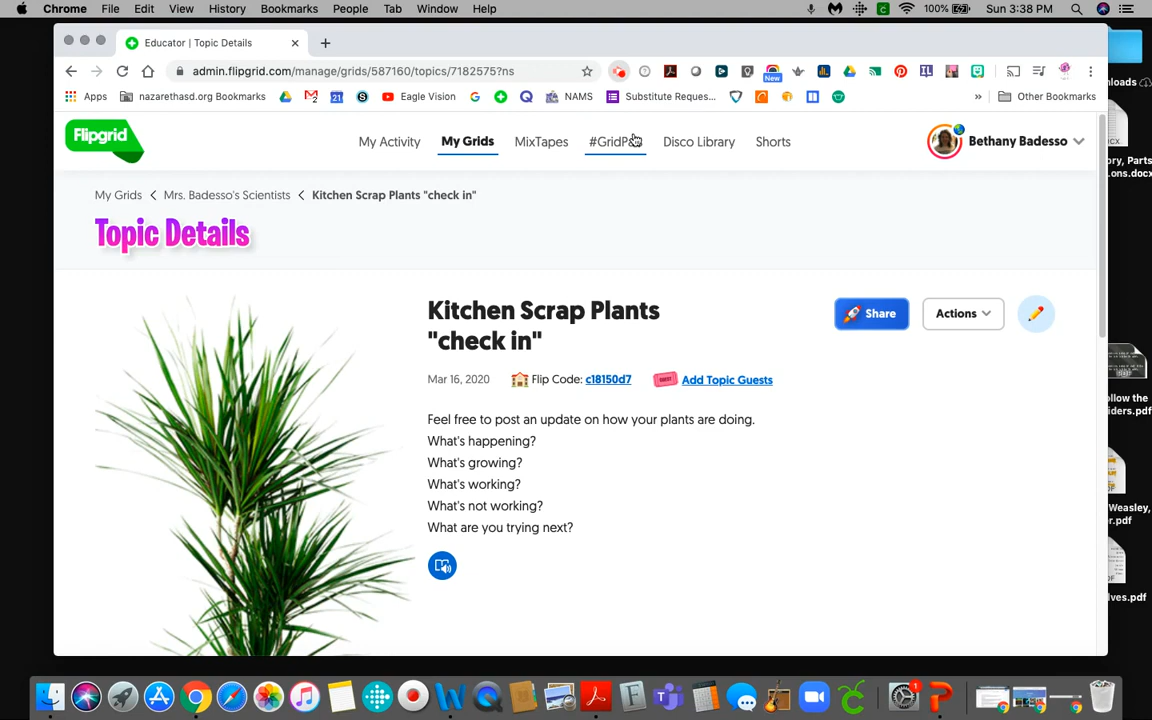 Chrome File Edit View History Bookmarks People Tab Window Help 100% Sun 3:38 PM
Educator | Topic Details
admin.flipgrid.com/manage/grids/587160/topics/7182575?ns
New
Apps nazarethasd.org Bookmarks 21 Eagle Vision NAMS Substitute Reques... » Other Bookmarks
Flipgrid My Activity My Grids MixTapes Disco Library Shorts Bethany Badesso
My Grids Mrs. Badesso's Scientists Kitchen Scrap Plants "check in"
Topic Details
Kitchen Scrap Plants
"check in"
Share Actions
Mar 16, 2020 Flip Code: c18150d7 Add Topic Guests
Feel free to post an update on how your plants are doing.
What's happening?
What's growing?
What's working?
What's not working?
What are you trying next?